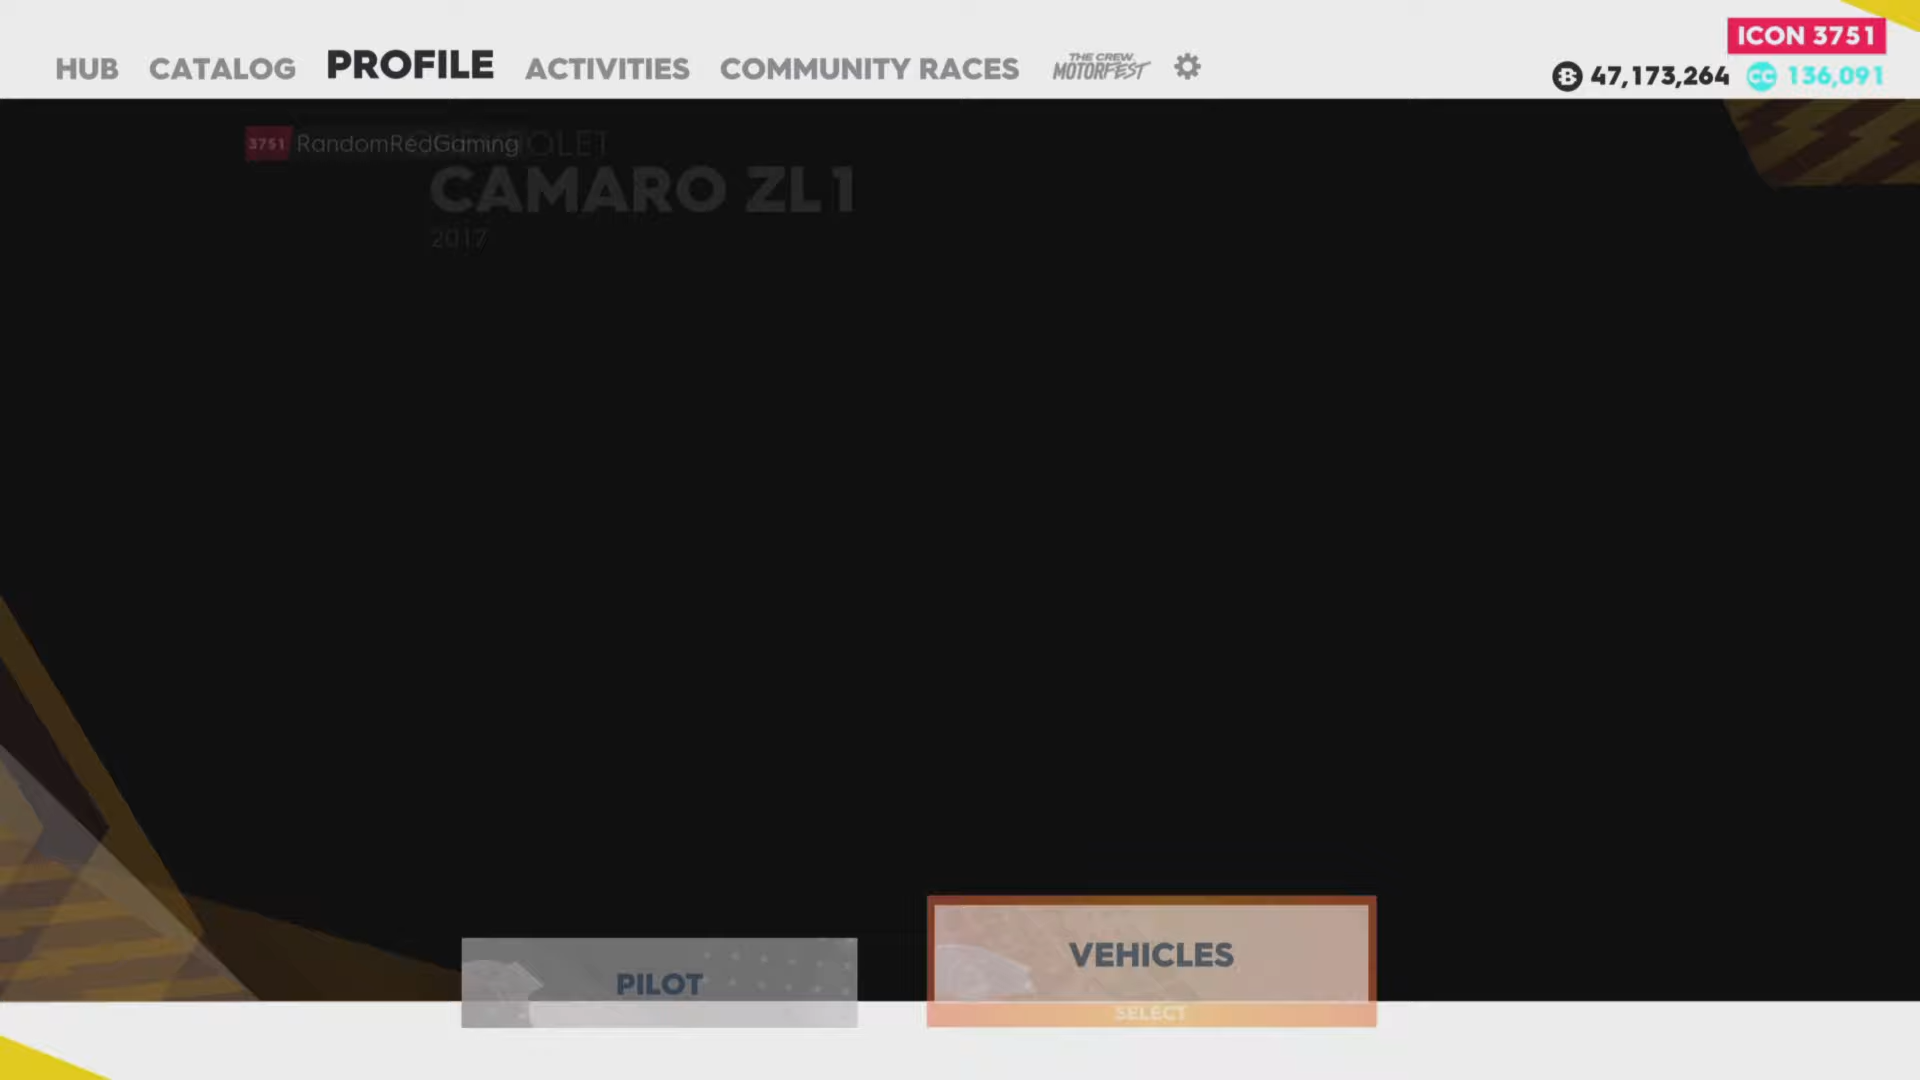 ICON 3751
HUB CATALOG PROFILE ACTIVITIES COMMUNITY RACES THE CREW MOTORFEST
47,173,264 CC 136,091
3751 RandomRedGaming
CAMARO ZL1
2017
VEHICLES
PILOT
SELECT